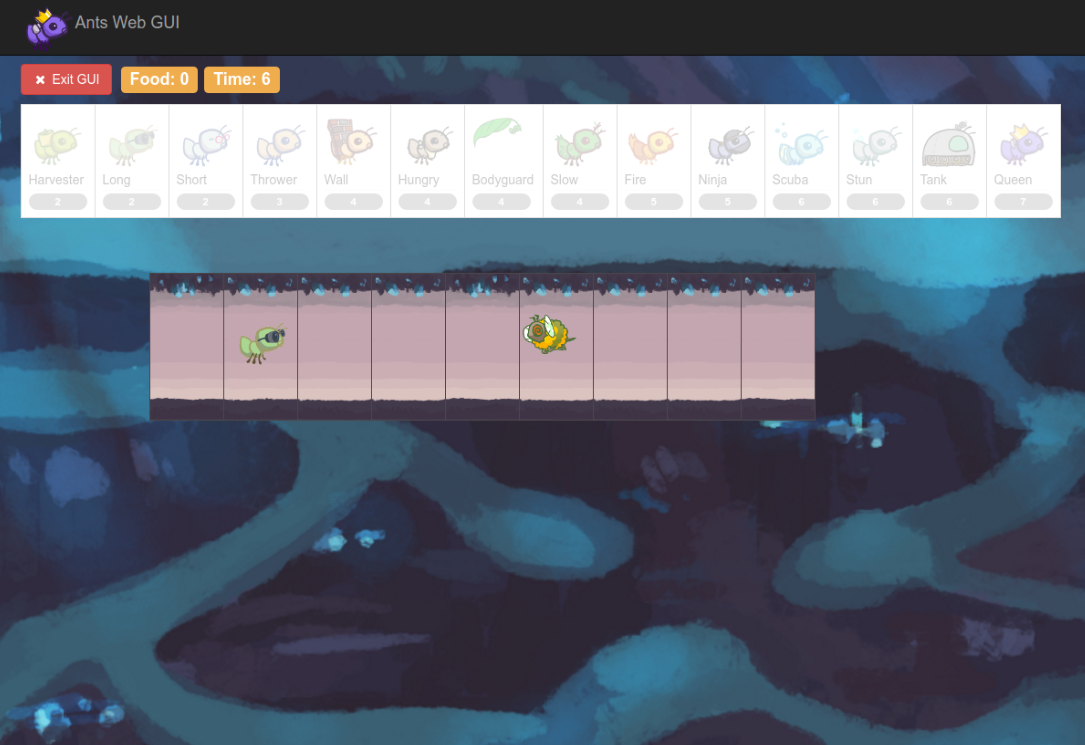 Ants Web GUI
✖ Exit GUI Food: 0 Time: 6
Harvester Long Short Thrower Wall Hungry Bodyguard Slow Fire Ninja Scuba Stun Tank Queen
2 2 2 3 4 4 4 4 5 5 6 6 6 7